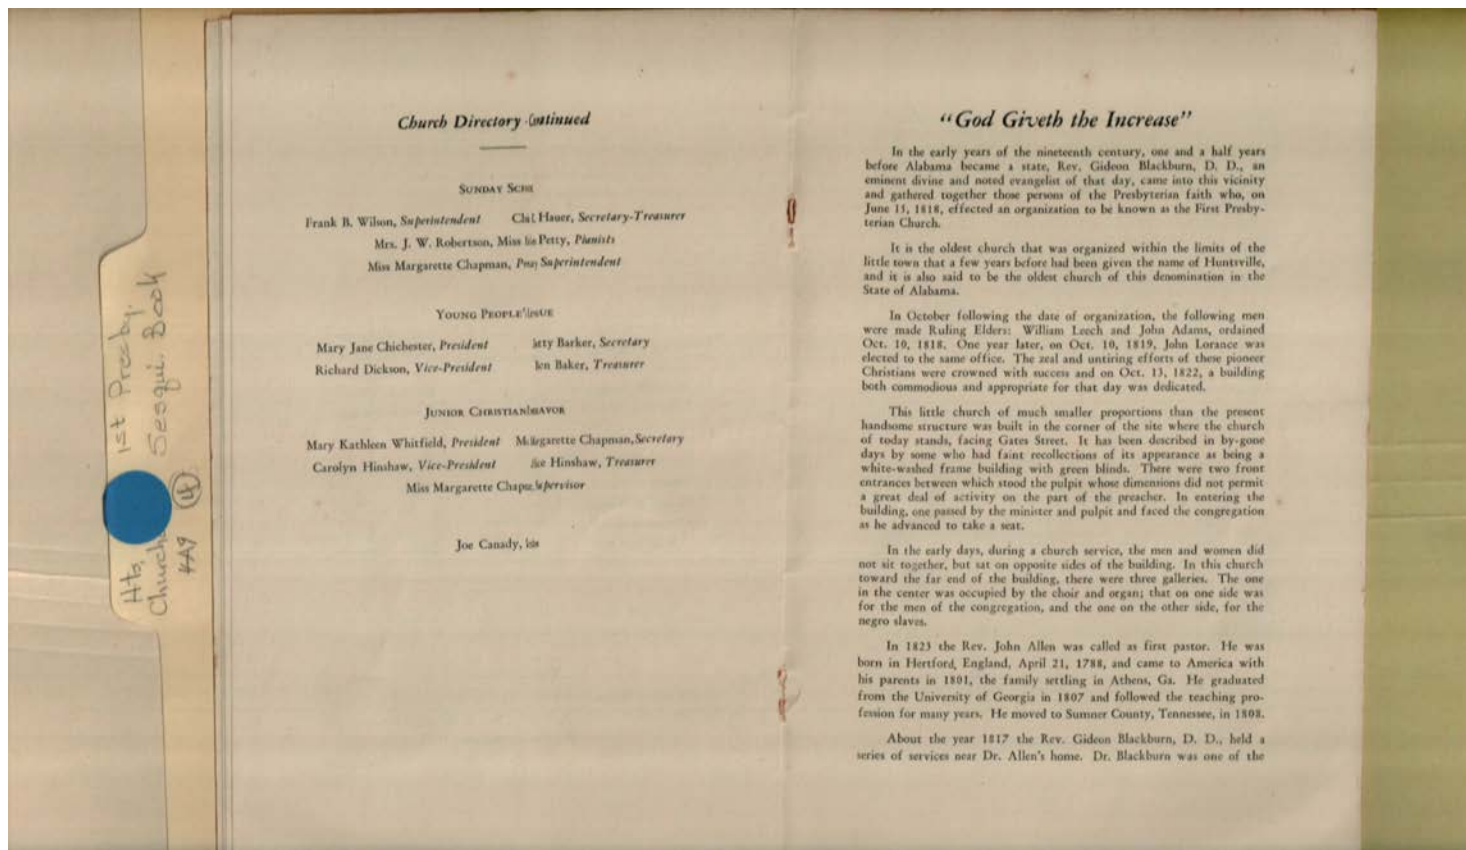 Hts,
Church
KA9
1st Presby.
Sesqui. Book
14
Church Directory
SUNDAY
Frank B. Wilson, Superintendent Hauer, Secretary-Treasurer
Mrs. J. W. Robertson, Miss Petty, Pianists
Miss Margarette Chapman, Superintendent
YOUNG PEOPLE'
Mary Jane Chichester, President Barker, Secretary
Richard Dickson, Vice-President Baker, Treasurer
JUNIOR CHRISTIAN
Mary Kathleen Whitfield, President Chapman, Secretary
Carolyn Hinshaw, Vice-President Hinshaw, Treasurer
Miss Margarette
Joe Canady,
"God Giveth the Increase"
In the early years of the nineteenth century, one and a half years
before Alabama became a state, Rev. Gideon Blackburn, D. D., an
eminent divine and noted evangelist of that day, came into this vicinity
and gathered together those persons of the Presbyterian faith who, on
June 13, 1818, effected an organization to be known as the First Presby-
terian Church.
It is the oldest church that was organized within the limits of the
little town that a few years before had been given the name of Huntsville,
and it is also said to be the oldest church of this denomination in the
State of Alabama.
In October following the date of organization, the following men
were made Ruling Elders: William Leech and John Adams, ordained
Oct. 10, 1818. One year later, on Oct. 10, 1819, John Lorance was
elected to the same office. The zeal and untiring efforts of these pioneer
Christians were crowned with success and on Oct. 13, 1822, a building
both commodious and appropriate for that day was dedicated.
This little church of much smaller proportions than the present
handsome structure was built in the corner of the site where the church
of today stands, facing Gates Street. It has been described in by-gone
days by some who had faint recollections of its appearance as being a
white-washed frame building with green blinds. There were two front
entrances between which stood the pulpit whose dimensions did not permit
a great deal of activity on the part of the preacher. In entering the
building, one passed by the minister and pulpit and faced the congregation
as he advanced to take a seat.
In the early days, during a church service, the men and women did
not sit together, but sat on opposite sides of the building. In this church
toward the far end of the building, there were three galleries. The one
in the center was occupied by the choir and organ; that on one side was
for the men of the congregation, and the one on the other side, for the
negro slaves.
In 1823 the Rev. John Allen was called as first pastor. He was
born in Hertford, England, April 21, 1788, and came to America with
his parents in 1801, the family settling in Athens, Ga. He graduated
from the University of Georgia in 1807 and followed the teaching pro-
fession for many years. He moved to Sumner County, Tennessee, in 1808.
About the year 1817 the Rev. Gideon Blackburn, D. D., held a
series of services near Dr. Allen's home. Dr. Blackburn was one of the